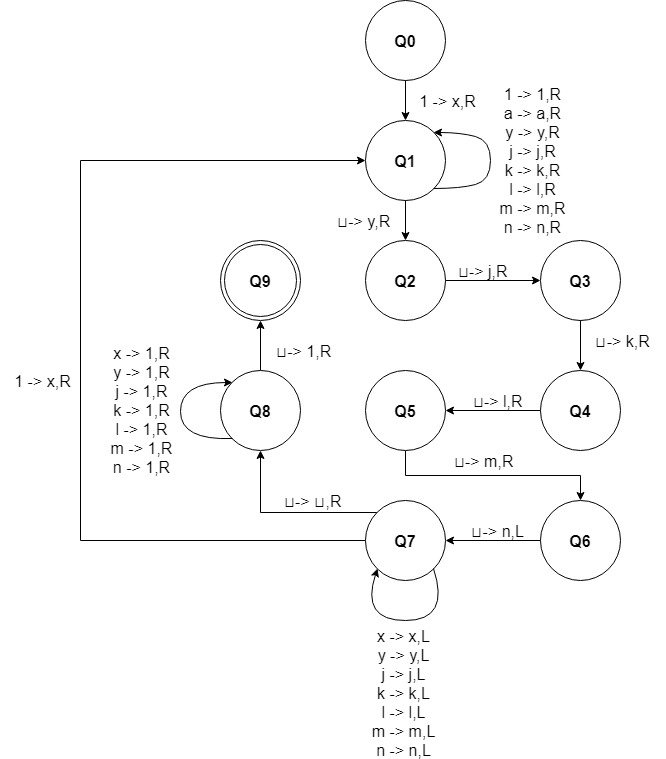 Q0
1 -> x,R
1 -> 1,R
a -> a,R
y -> y,R
j -> j,R
k -> k,R
l -> l,R
m -> m,R
n -> n,R
Q1
⊔-> y,R
Q9
Q2
⊔-> j,R
Q3
⊔-> 1,R
⊔-> k,R
x -> 1,R
y -> 1,R
j -> 1,R
k -> 1,R
l -> 1,R
m -> 1,R
n -> 1,R
1 -> x,R
Q8
Q5
⊔-> l,R
Q4
⊔-> m,R
⊔-> ⊔,R
Q7
⊔-> n,L
Q6
x -> x,L
y -> y,L
j -> j,L
k -> k,L
l -> l,L
m -> m,L
n -> n,L